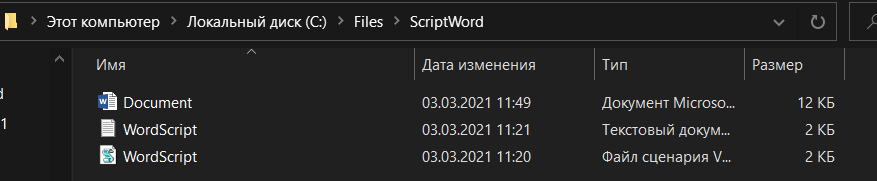 Этот компьютер > Локальный диск (C:) > Files > ScriptWord
Имя Дата изменения Тип Размер
Document 03.03.2021 11:49 Документ Microso... 12 КБ
WordScript 03.03.2021 11:21 Текстовый докум... 2 КБ
1
WordScript 03.03.2021 11:20 Файл сценария V... 2 КБ